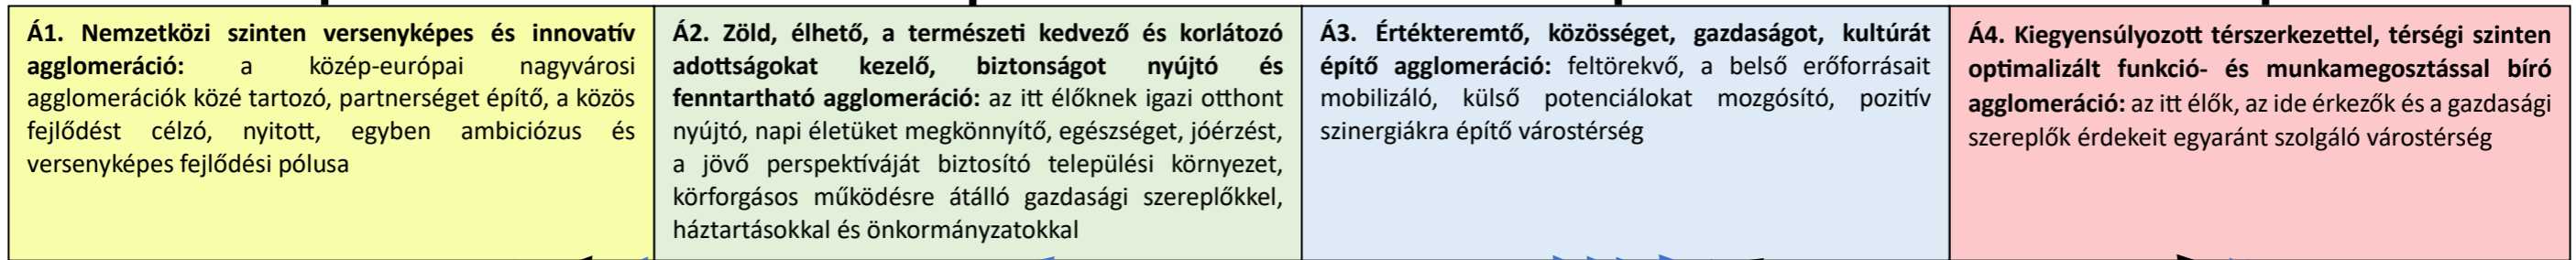 Á1. Nemzetközi szinten versenyképes és innovatív
agglomeráció: a közép-európai nagyvárosi
agglomerációk közé tartozó, partnerséget építő, a közös
fejlődést célzó, nyitott, egyben ambiciózus és
versenyképes fejlődési pólusa
Á2. Zöld, élhető, a természeti kedvező és korlátozó
adottságokat kezelő, biztonságot nyújtó és
fenntartható agglomeráció: az itt élőknek igazi otthont
nyújtó, napi életüket megkönnyítő, egészséget, jóérzést,
a jövő perspektíváját biztosító települési környezet,
körforgásos működésre átálló gazdasági szereplőkkel,
háztartásokkal és önkormányzatokkal
Á3. Értékteremtő, közösséget, gazdaságot, kultúrát
építő agglomeráció: feltörekvő, a belső erőforrásait
mobilizáló, külső potenciálokat mozgósító, pozitív
szinergiákra építő várostérség
Á4. Kiegyensúlyozott térszerkezettel, térségi szinten
optimalizált funkció- és munkamegosztással bíró
agglomeráció: az itt élők, az ide érkezők és a gazdasági
szereplők érdekeit egyaránt szolgáló várostérség